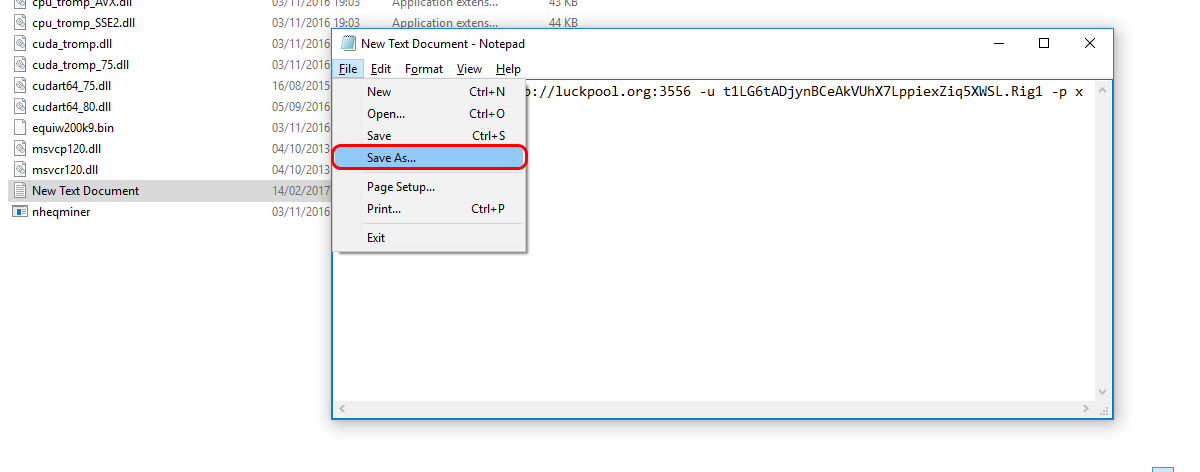 cpu_tromp_AVX.dll 03/11/2016 19:03 Application extens... 43 KB
cpu_tromp_SSE2.dll 03/11/2016 19:03 Application extens... 44 KB
cuda_tromp.dll 03/11/2016
cuda_tromp_75.dll 03/11/2016
cudart64_75.dll 16/08/2015
cudart64_80.dll 05/09/2016
equiw200k9.bin 03/11/2016
msvcp120.dll 04/10/2013
msvcr120.dll 04/10/2013
New Text Document 14/02/2017
nheqminer 03/11/2016
New Text Document - Notepad
File Edit Format View Help
//luckpool.org:3556 -u t1LG6tADjynBCeAkVUhX7LppiexZiq5XWSL.Rig1 -p x
New Ctrl+N
Open... Ctrl+O
Save Ctrl+S
Save As...
Page Setup...
Print... Ctrl+P
Exit